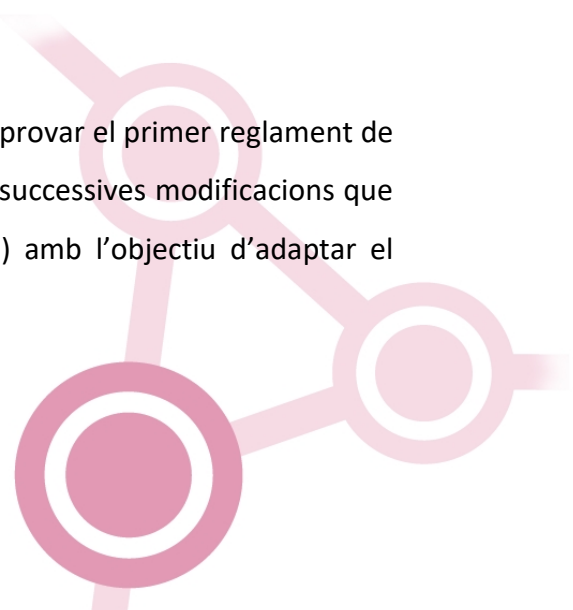 provar el primer reglament de
successives modificacions que
) amb l'objectiu d'adaptar el